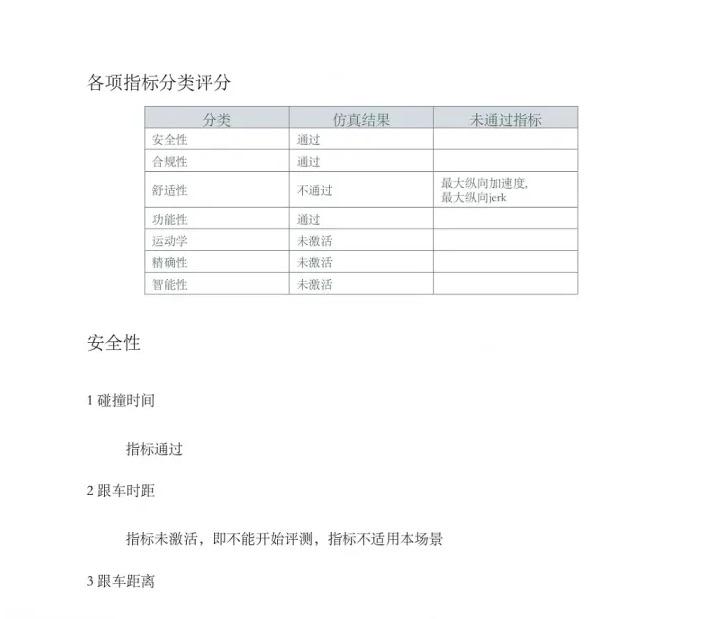 各项指标分类评分
分类 仿真结果 未通过指标
安全性 通过
合规性 通过
舒适性 不通过 最大纵向加速度,
最大纵向jerk
功能性 通过
运动学 未激活
精确性 未激活
智能性 未激活
安全性
1 碰撞时间
指标通过
2 跟车时距
指标未激活，即不能开始评测，指标不适用本场景
3 跟车距离